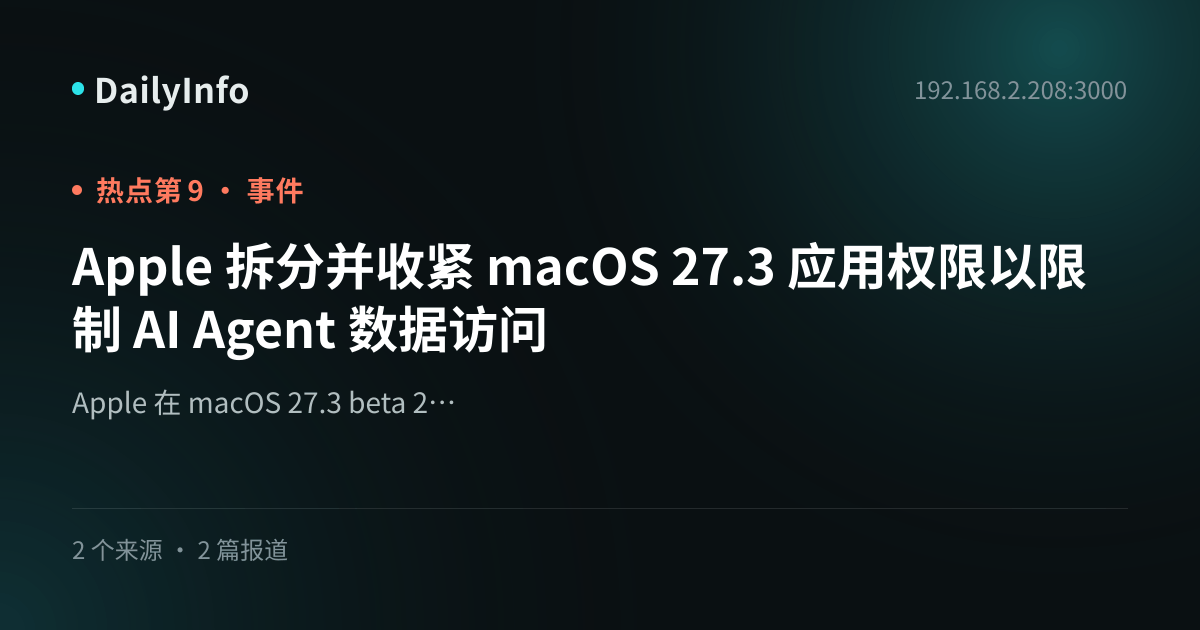 DailyInfo
192.168.2.208:3000
热点第 9 · 事件
Apple 拆分并收紧 macOS 27.3 应用权限以限
制 AI Agent 数据访问
Apple 在 macOS 27.3 beta 2…
2 个来源 · 2 篇报道